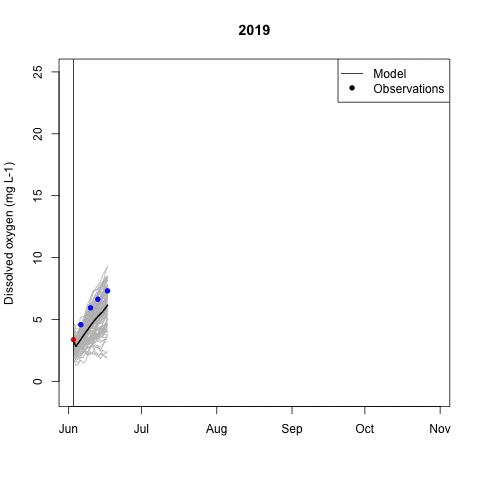 2019
Model
Observations
Dissolved oxygen (mg L-1)
25
20
15
10
5
0
Jun Jul Aug Sep Oct Nov